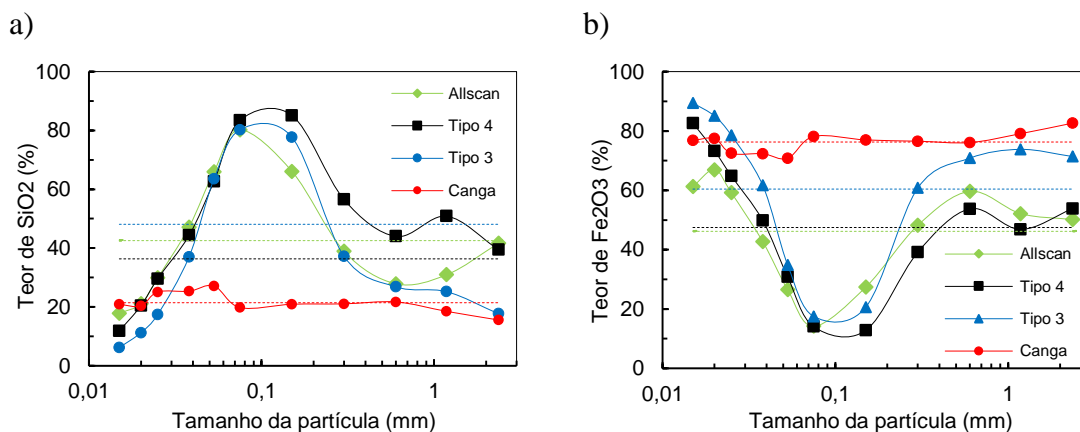 a)
b)
100
80
60
40
20
0
0,01
0,1
1
Teor de SiO2 (%)
Tamanho da partícula (mm)
Allscan
Tipo 4
Tipo 3
Canga
100
80
60
40
20
0
0,01
0,1
1
Teor de Fe2O3 (%)
Tamanho da partícula (mm)
Allscan
Tipo 4
Tipo 3
Canga